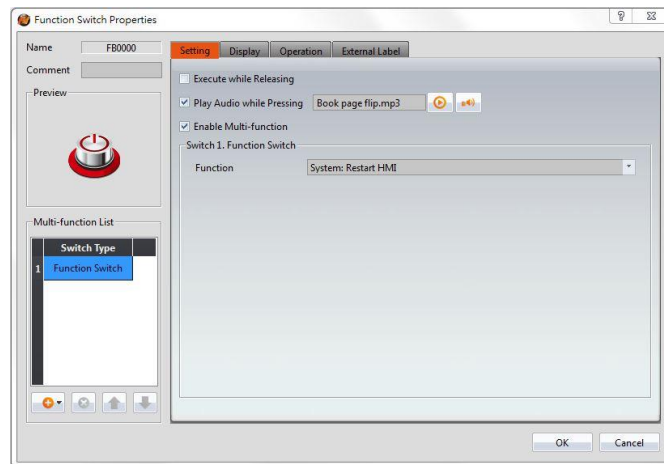 Function Switch Properties
Name FB0000
Comment
Preview
Multi-function List
Switch Type
1 Function Switch
Setting Display Operation External Label
Execute while Releasing
Play Audio while Pressing Book page flip.mp3
Enable Multi-function
Switch 1. Function Switch
Function System: Restart HMI
OK Cancel